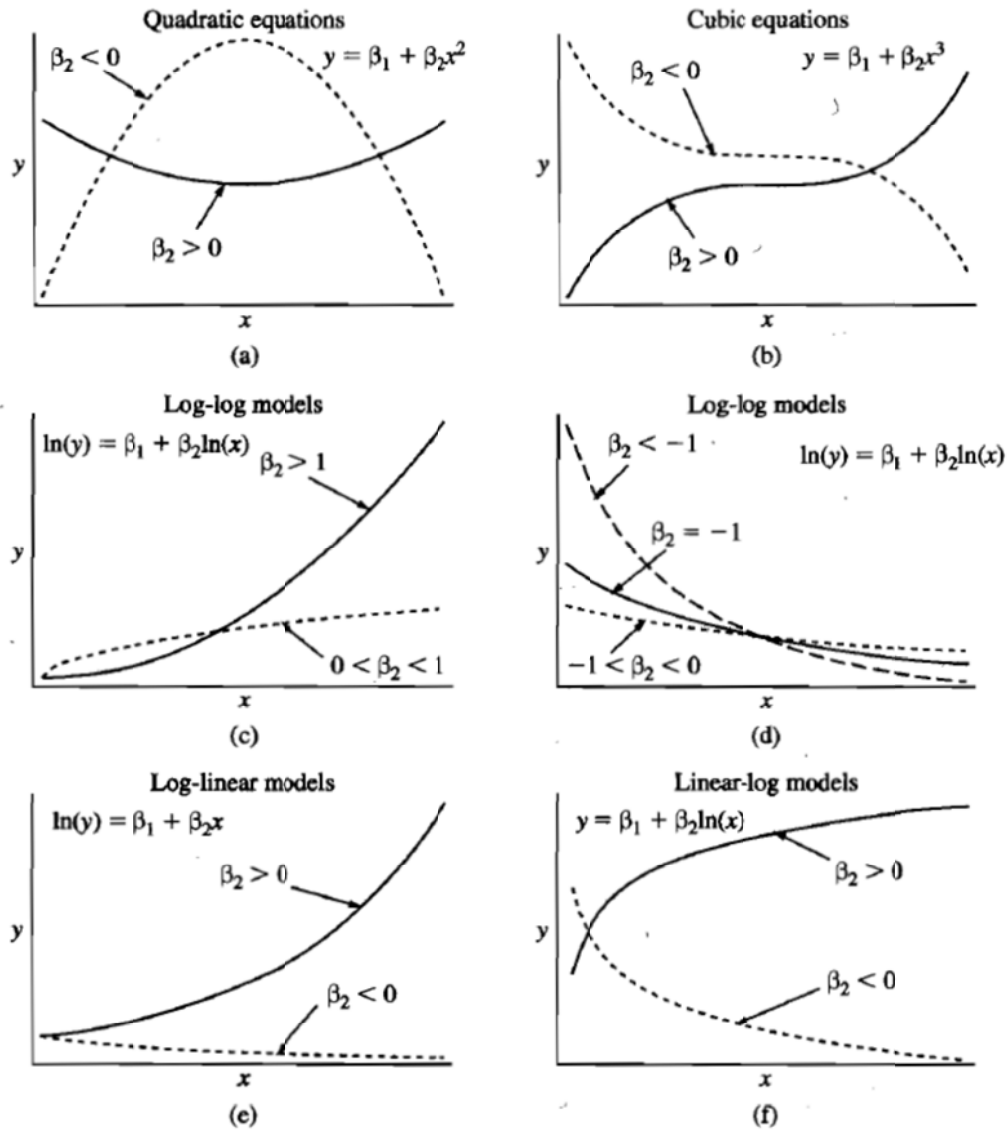 Quadratic equations
β₂ < 0
y = β₁ + β₂x²
y
β₂ > 0
x
(a)
Cubic equations
β₂ < 0
y = β₁ + β₂x³
y
β₂ > 0
x
(b)
Log-log models
ln(y) = β₁ + β₂ln(x)
β₂ > 1
y
0 < β₂ < 1
x
(c)
Log-log models
β₂ < −1
ln(y) = β₁ + β₂ln(x)
β₂ = −1
y
−1 < β₂ < 0
x
(d)
Log-linear models
ln(y) = β₁ + β₂x
β₂ > 0
y
β₂ < 0
x
(e)
Linear-log models
y = β₁ + β₂ln(x)
β₂ > 0
y
β₂ < 0
x
(f)